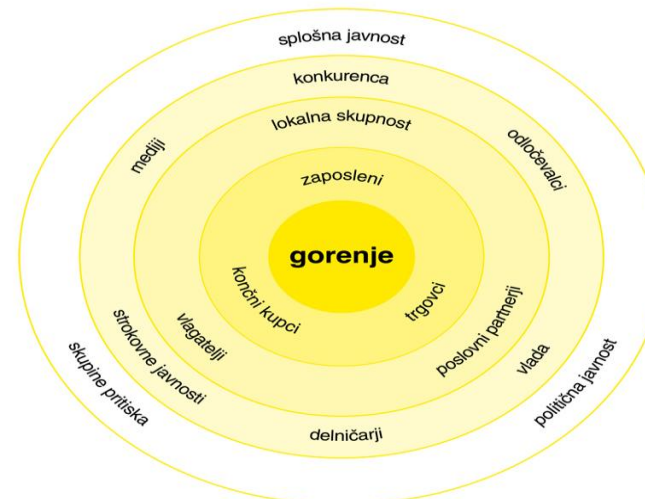 splošna javnost
konkurenca
lokalna skupnost
mediji
odločevalci
zaposleni
gorenje
končni kupci
trgovci
vlagatelji
poslovni partnerji
strokovne javnosti
vlada
skupine pritiska
politična javnost
delničarji